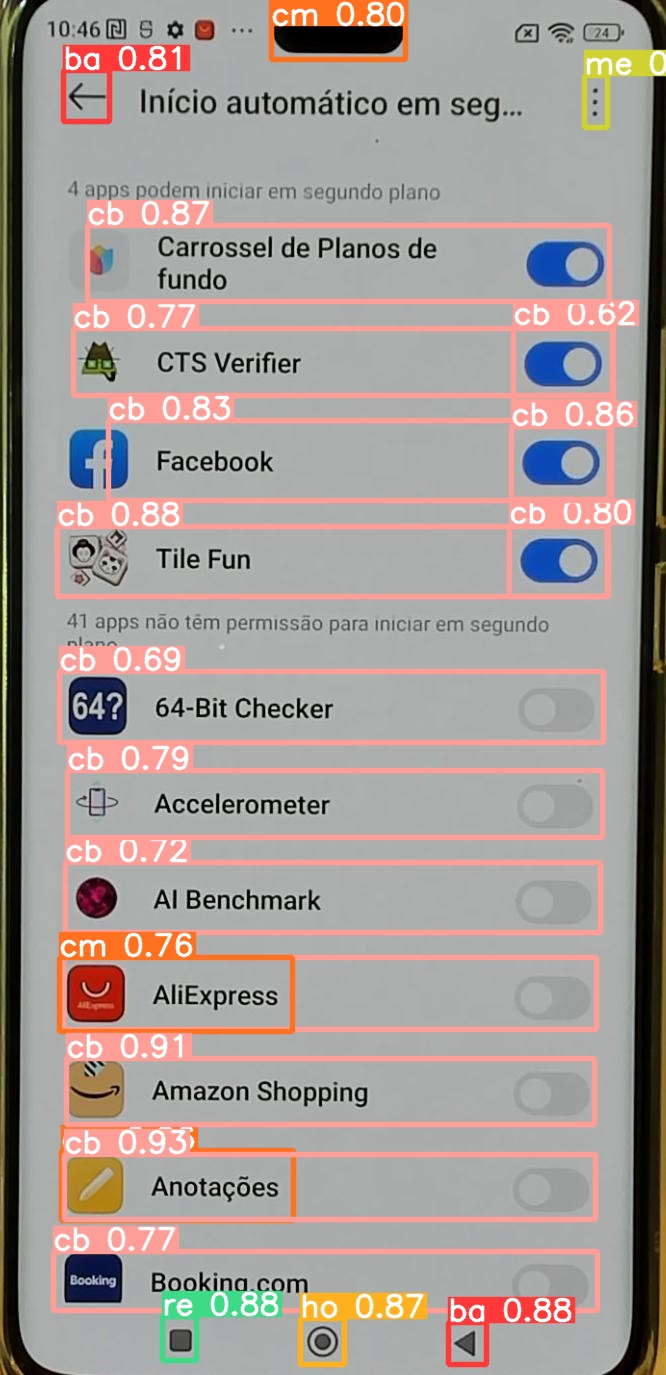 cm 0.80
10:46
24
ba 0.81
me 0
Início automático em seg...
4 apps podem iniciar em segundo plano
cb 0.87
Carrossel de Planos de
fundo
cb 0.77
cb 0.62
CTS Verifier
cb 0.83
cb 0.86
Facebook
cb 0.88
cb 0.80
Tile Fun
41 apps não têm permissão para iniciar em segundo
plano
cb 0.69
64?
64-Bit Checker
cb 0.79
Accelerometer
cb 0.72
AI Benchmark
cm 0.76
AliExpress
AliExpress
cb 0.91
Amazon Shopping
cb 0.93
Anotações
cb 0.77
Booking
Booking.com
re 0.88
ho 0.87
ba 0.88